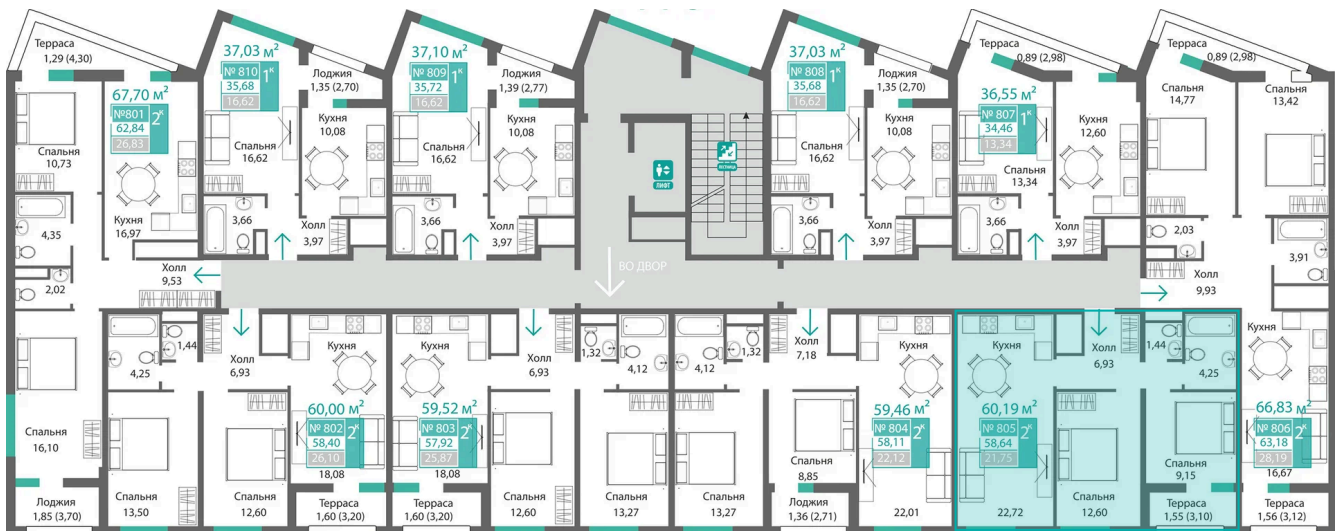 Терраса
1,29 (4,30)
67,70 м²
№801
2ᴷ
62,84
26,83
Спальня
10,73
Кухня
16,97
4,35
2,02
Холл
9,53
Спальня
16,10
Лоджия
1,85 (3,70)
37,03 м²
№ 810
1ᴷ
35,68
16,62
Лоджия
1,35 (2,70)
Кухня
10,08
Спальня
16,62
3,66
Холл
3,97
37,10 м²
№ 809
1ᴷ
35,72
16,62
Лоджия
1,39 (2,77)
Кухня
10,08
Спальня
16,62
3,66
Холл
3,97
ЛИФТ
ВО ДВОР
37,03 м²
№ 808
1ᴷ
35,68
16,62
Лоджия
1,35 (2,70)
Кухня
10,08
Спальня
16,62
3,66
Холл
3,97
Терраса
0,89 (2,98)
36,55 м²
№ 807
1ᴷ
34,46
13,34
Кухня
12,60
Спальня
13,34
3,66
Холл
3,97
Терраса
0,89 (2,98)
Спальня
14,77
Спальня
13,42
2,03
3,91
Холл
9,93
1,44
4,25
Холл
6,93
Кухня
60,00 м²
№ 802
2ᴷ
58,40
26,10
18,08
Спальня
13,50
Спальня
12,60
Терраса
1,60 (3,20)
Кухня
59,52 м²
№ 803
2ᴷ
57,92
25,87
18,08
Холл
6,93
1,32
4,12
Терраса
1,60 (3,20)
Спальня
12,60
Спальня
13,27
4,12
1,32
Холл
7,18
Кухня
59,46 м²
№ 804
2ᴷ
58,11
22,12
22,01
Спальня
13,27
Спальня
8,85
Лоджия
1,36 (2,71)
Кухня
60,19 м²
№ 805
2ᴷ
58,64
21,75
22,72
Холл
6,93
1,44
4,25
Спальня
12,60
Спальня
9,15
Терраса
1,55 (3,10)
Кухня
66,83 м²
№ 806
2ᴷ
63,18
28,19
16,67
Терраса
1,56 (3,12)